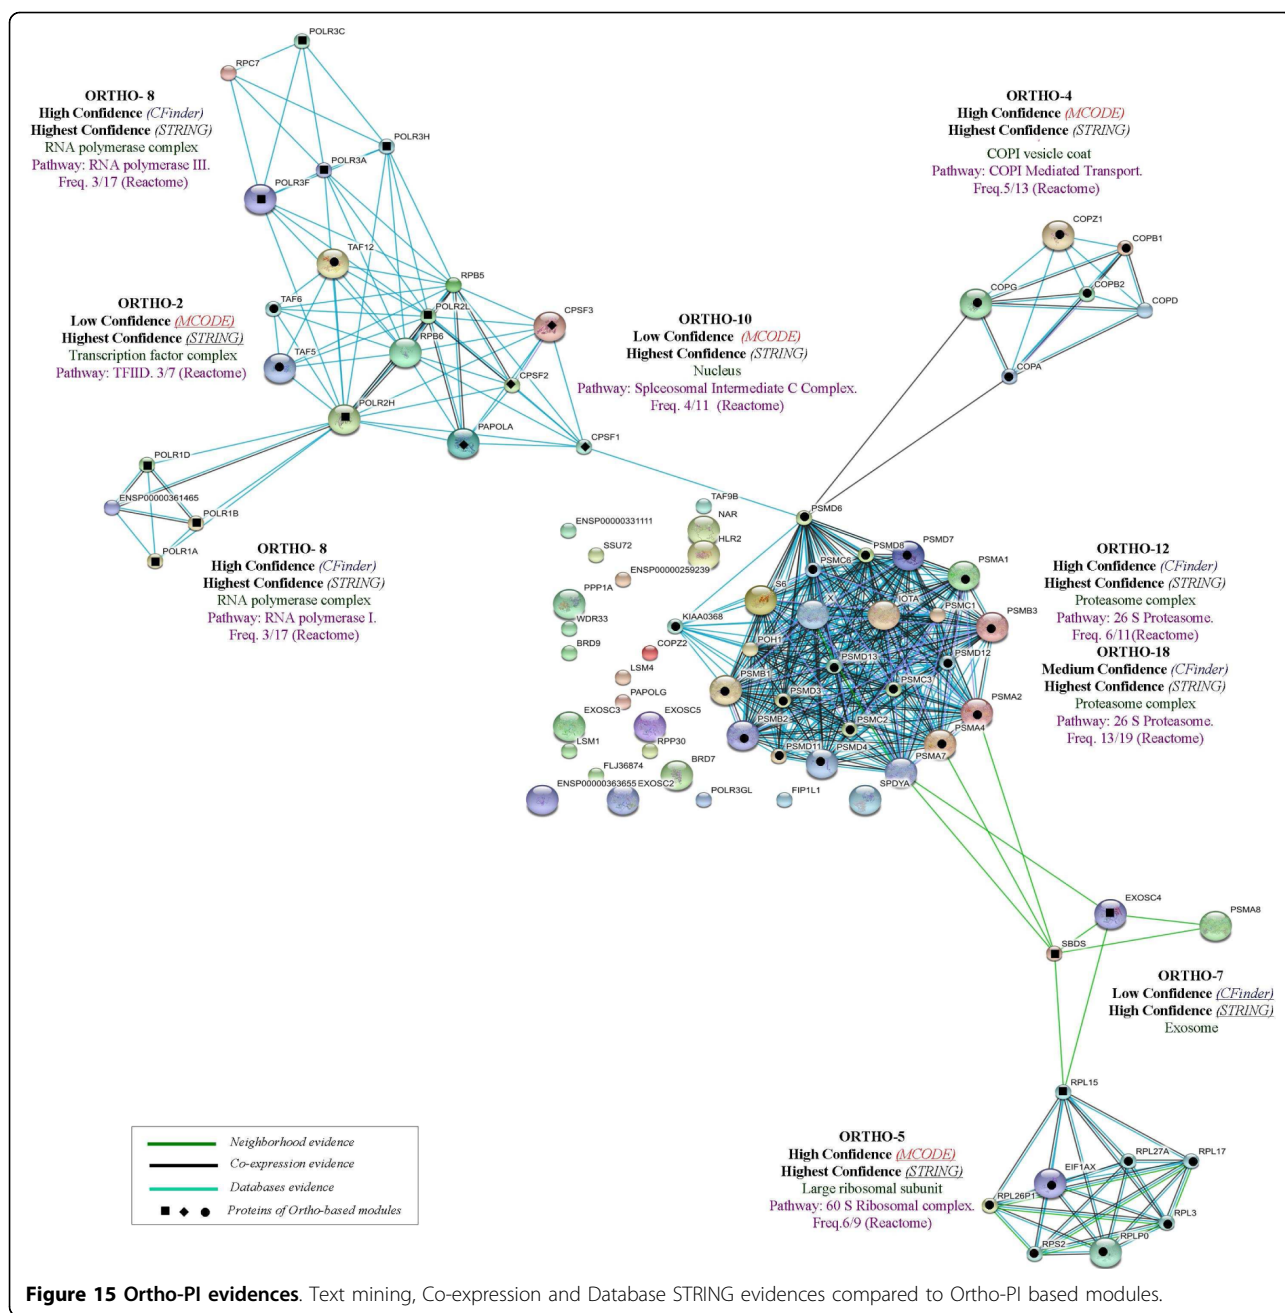 POLR3C
RPC7
ORTHO- 8
High Confidence (CFinder)
Highest Confidence (STRING)
RNA polymerase complex
Pathway: RNA polymerase III.
Freq. 3/17 (Reactome)
POLR3H
POLR3A
POLR3F
ORTHO-4
High Confidence (MCODE)
Highest Confidence (STRING)
COPI vesicle coat
Pathway: COPI Mediated Transport.
Freq.5/13 (Reactome)
COPZ1
COPB1
COPG
COPB2
COPD
COPA
TAF12
RPB5
TAF6
POLR2L
CPSF3
RPB6
TAF5
CPSF2
POLR2H
PAPOLA
CPSF1
ORTHO-2
Low Confidence (MCODE)
Highest Confidence (STRING)
Transcription factor complex
Pathway: TFIID. 3/7 (Reactome)
ORTHO-10
Low Confidence (MCODE)
Highest Confidence (STRING)
Nucleus
Pathway: Splceosomal Intermediate C Complex.
Freq. 4/11 (Reactome)
POLR1D
ENSP00000361465
POLR1B
POLR1A
ORTHO- 8
High Confidence (CFinder)
Highest Confidence (STRING)
RNA polymerase complex
Pathway: RNA polymerase I.
Freq. 3/17 (Reactome)
TAF9B
ENSP00000331111
NAR
SSU72
HLR2
ENSP00000259239
PPP1A
WDR33
KIAA0368
BRD9
COPZ2
LSM4
PAPOLG
EXOSC3
EXOSC5
LSM1
RPP30
FLJ36874
BRD7
ENSP00000363655
EXOSC2
POLR3GL
FIP1L1
SPDYA
PSMD6
PSMD8
PSMD7
PSMC6
PSMA1
S6
X
IOTA
PSMC1
PSMB3
POH1
PSMD13
PSMD12
PSMB1
PSMD3
PSMC3
PSMA2
PSMB2
PSMC2
PSMA4
PSMD11
PSMD4
PSMA7
ORTHO-12
High Confidence (CFinder)
Highest Confidence (STRING)
Proteasome complex
Pathway: 26 S Proteasome.
Freq. 6/11(Reactome)
ORTHO-18
Medium Confidence (CFinder)
Highest Confidence (STRING)
Proteasome complex
Pathway: 26 S Proteasome.
Freq. 13/19 (Reactome)
EXOSC4
PSMA8
SBDS
ORTHO-7
Low Confidence (CFinder)
High Confidence (STRING)
Exosome
RPL15
RPL27A
RPL17
EIF1AX
RPL26P1
RPL3
RPS2
RPLP0
ORTHO-5
High Confidence (MCODE)
Highest Confidence (STRING)
Large ribosomal subunit
Pathway: 60 S Ribosomal complex.
Freq.6/9 (Reactome)
Neighborhood evidence
Co-expression evidence
Databases evidence
Proteins of Ortho-based modules
Figure 15 Ortho-PI evidences. Text mining, Co-expression and Database STRING evidences compared to Ortho-PI based modules.